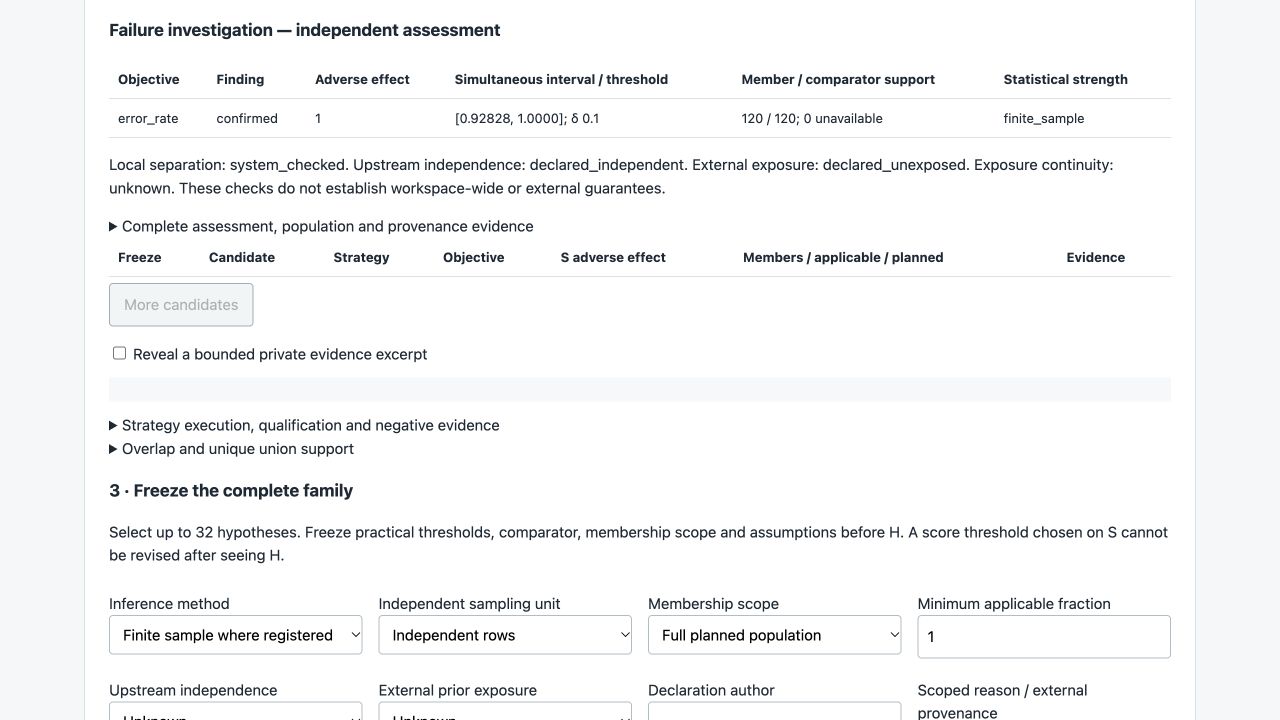 Failure investigation — independent assessment
Objective Finding Adverse effect Simultaneous interval / threshold Member / comparator support Statistical strength
error_rate confirmed 1 [0.92828, 1.0000]; δ 0.1 120 / 120; 0 unavailable finite_sample
Local separation: system_checked. Upstream independence: declared_independent. External exposure: declared_unexposed. Exposure continuity:
unknown. These checks do not establish workspace-wide or external guarantees.
Complete assessment, population and provenance evidence
Freeze Candidate Strategy Objective S adverse effect Members / applicable / planned Evidence
More candidates
Reveal a bounded private evidence excerpt
Strategy execution, qualification and negative evidence
Overlap and unique union support
3 · Freeze the complete family
Select up to 32 hypotheses. Freeze practical thresholds, comparator, membership scope and assumptions before H. A score threshold chosen on S cannot
be revised after seeing H.
Inference method Independent sampling unit Membership scope Minimum applicable fraction
Finite sample where registered Independent rows Full planned population 1
Upstream independence External prior exposure Declaration author Scoped reason / external
provenance
Unknown Unknown